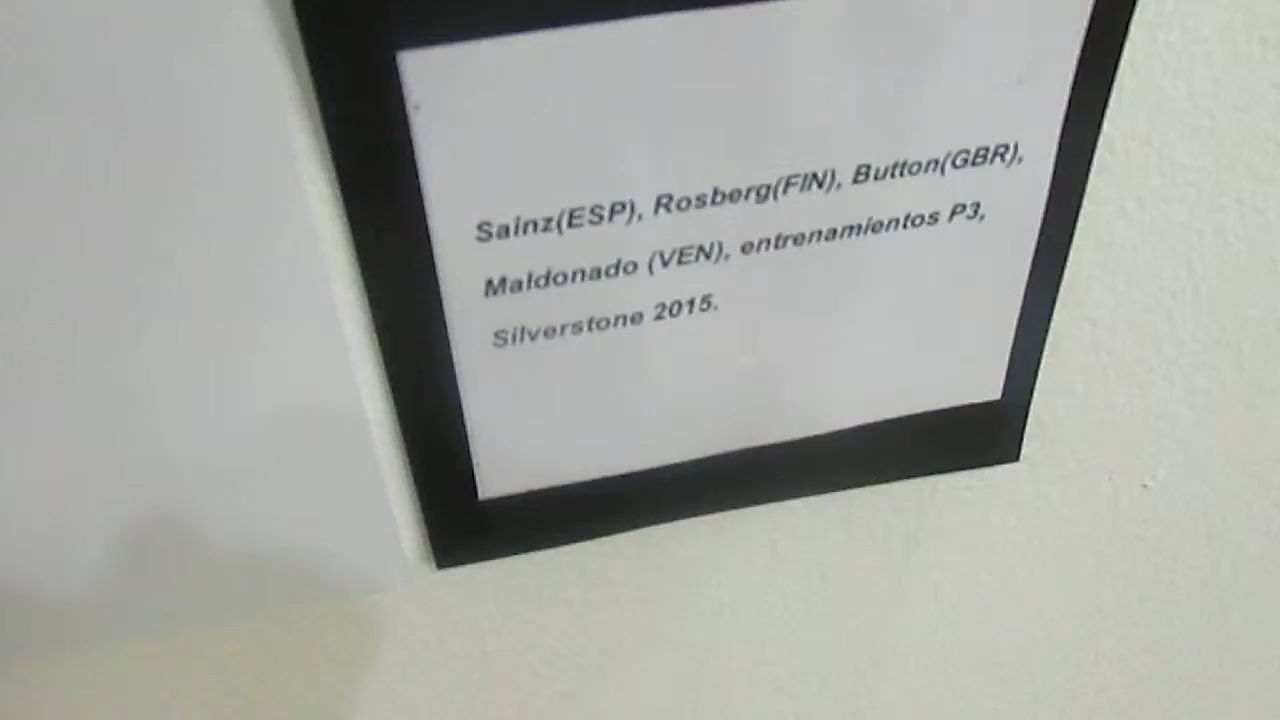 Sainz(ESP), Rosberg(FIN), Button(GBR),
Maldonado (VEN), entrenamientos P3,
Silverstone 2015.